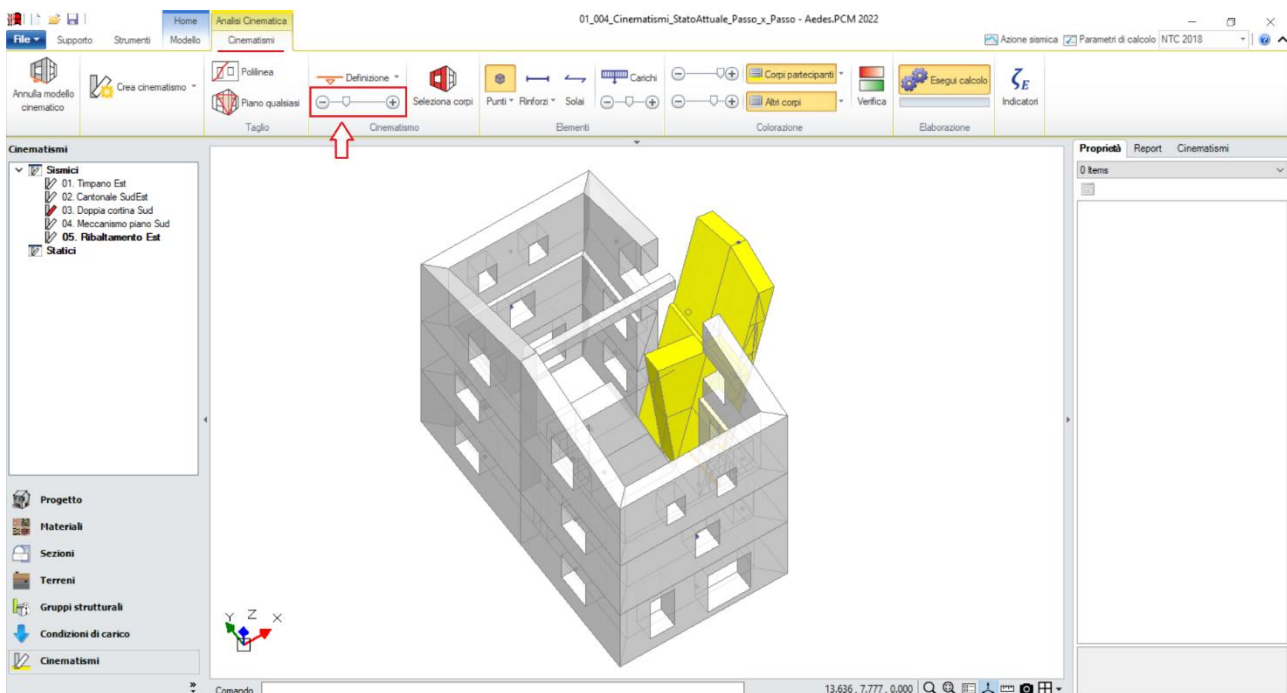 Home
Analisi Cinematica
01_004_Cinematismi_StatoAttuale_Passo_x_Passo - Aedes.PCM 2022
File
Supporto
Strumenti
Modello
Cinematismi
Azione sismica
Parametri di calcolo
NTC 2018
Annulla modello
cinematico
Crea cinematismo
Polilinea
Piano qualsiasi
Taglio
Definizione
Seleziona corpi
Cinematismo
Punti
Rinforzi
Solai
Carichi
Elementi
Corpi partecipanti
Altri corpi
Verifica
Colorazione
Esegui calcolo
Elaborazione
ζE
Indicatori
Cinematismi
Sismici
01. Timpano Est
02. Cantonale SudEst
03. Doppia cortina Sud
04. Meccanismo piano Sud
05. Ribaltamento Est
Statici
Progetto
Materiali
Sezioni
Terreni
Gruppi strutturali
Condizioni di carico
Cinematismi
Y Z X
Comando
13.636 , 7.777 , 0.000
Proprietà
Report
Cinematismi
0 Items